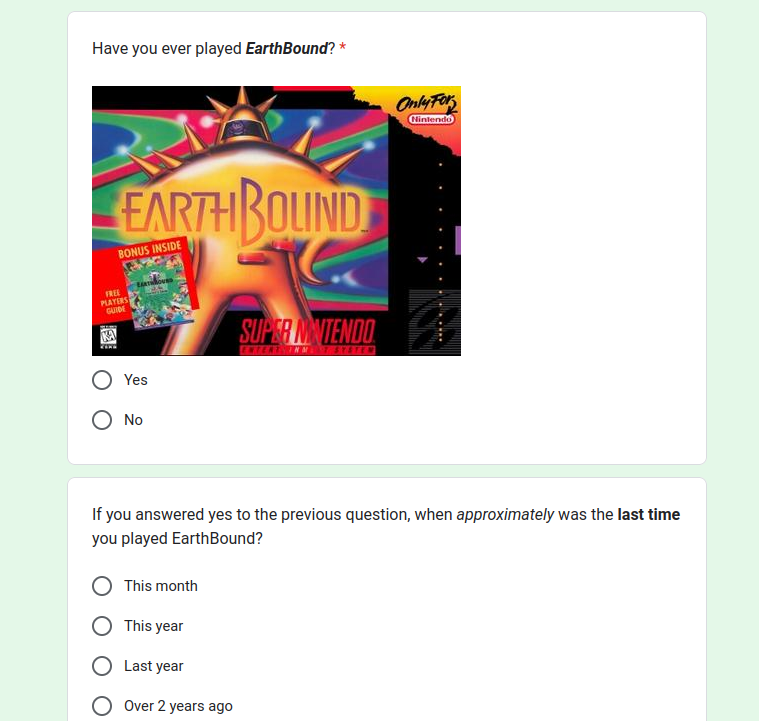 Have you ever played EarthBound? *
Only For
Nintendo
EARTHBOUND
BONUS INSIDE
EARTHBOUND
FREE
PLAYERS
GUIDE
K-A
SUPER NINTENDO
ENTERTAINMENT SYSTEM
Yes
No
If you answered yes to the previous question, when approximately was the last time
you played EarthBound?
This month
This year
Last year
Over 2 years ago